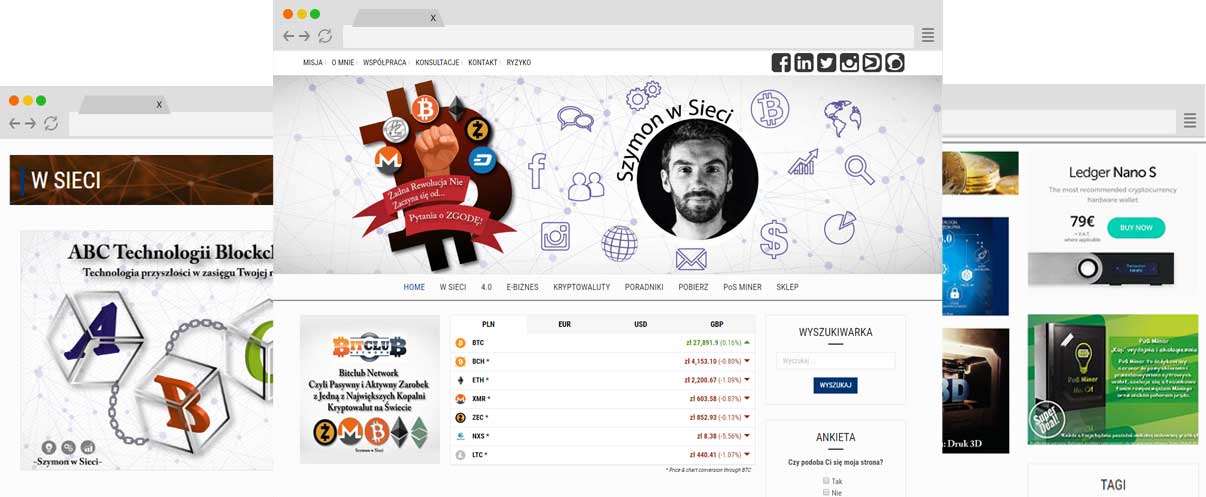 X
MISJA
O MNIE
WSPÓŁPRACA
KONSULTACJE
KONTAKT
RYZYKO
Szymon w Sieci
Żadna Rewolucja Nie
Zaczyna się od...
Pytania o ZGODĘ!
HOME
W SIECI
4.0
E-BIZNES
KRYPTOWALUTY
PORADNIKI
POBIERZ
PoS MINER
SKLEP
BITCLUB
NETWORK
Bitclub Network
Czyli Pasywny i Aktywny Zarobek
z Jedną z Największych Kopalni
Kryptowalut na Świecie
Szymon w Sieci
PLN EUR USD GBP
BTC zł 27,891.9 (0.16%)
BCH * zł 4,153.10 (-0.80%)
ETH * zł 2,200.67 (-1.09%)
XMR * zł 603.58 (-0.87%)
ZEC * zł 852.93 (-0.13%)
NXS * zł 8.38 (-5.56%)
LTC * zł 440.41 (-1.07%)
* Price & chart conversion through BTC
WYSZUKIWARKA
Wyszukaj ...
WYSZUKAJ
ANKIETA
Czy podoba Ci się moja strona?
Tak
Nie
X
W SIECI
ABC Technologii Blockc
Technologia przyszłości w zasięgu Twojej r
A
B
-Szymon w Sieci-
.0
3D
: Druk 3D
Ledger Nano S
The most recommended cryptocurrency
hardware wallet
79€
+ V.A.T.
where applicable
BUY NOW
PoS Miner
Super
Deal!
TAGI